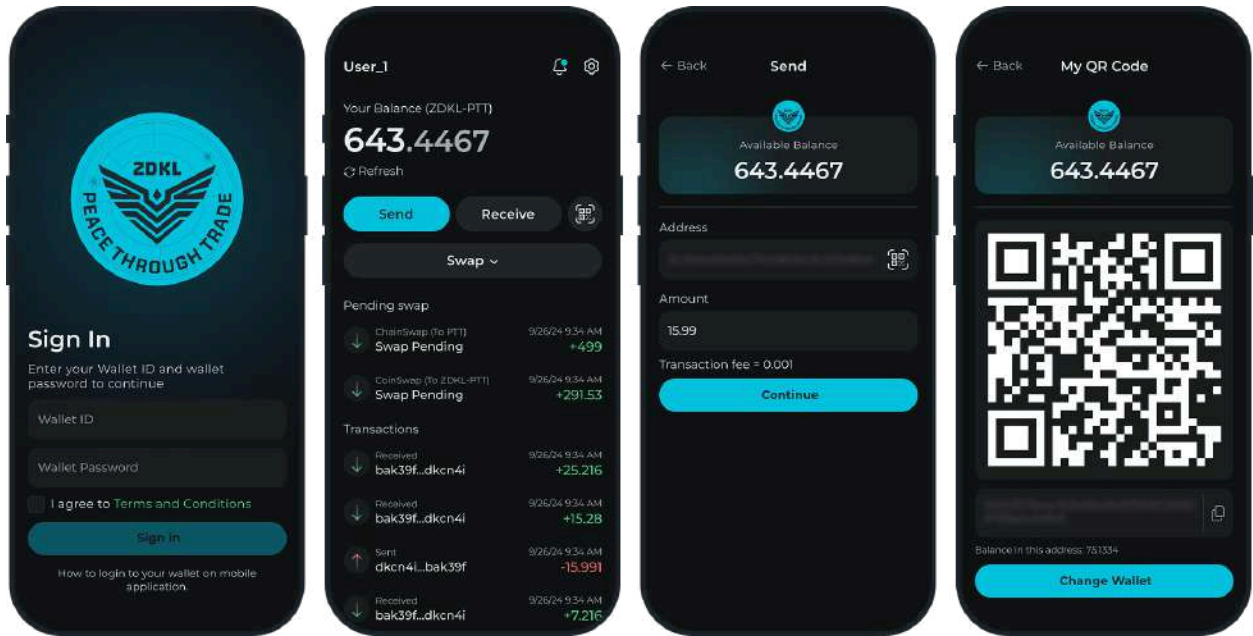 ZDKL
PEACE THROUGH TRADE
Sign In
Enter your Wallet ID and wallet
password to continue
Wallet ID
Wallet Password
I agree to Terms and Conditions
Sign in
How to login to your wallet on mobile
application.
User_1
Your Balance (ZDKL-PTT)
643.4467
Refresh
Send
Receive
Swap
Pending swap
ChainSwap (To PTT)
9/26/24 9:34 AM
Swap Pending
+499
CoinSwap (To ZDKL-PTT)
9/26/24 9:34 AM
Swap Pending
+291.53
Transactions
Received
9/26/24 9:34 AM
bak39f...dkcn4i
+25.216
Received
9/26/24 9:34 AM
bak39f...dkcn4i
+15.28
Sent
9/26/24 9:34 AM
dkcn4i...bak39f
-15.991
Received
9/26/24 9:34 AM
bak39f...dkcn4i
+7.216
← Back
Send
Available Balance
643.4467
Address
Amount
15.99
Transaction fee = 0.001
Continue
← Back
My QR Code
Available Balance
643.4467
Balance in this address: 75.1334
Change Wallet